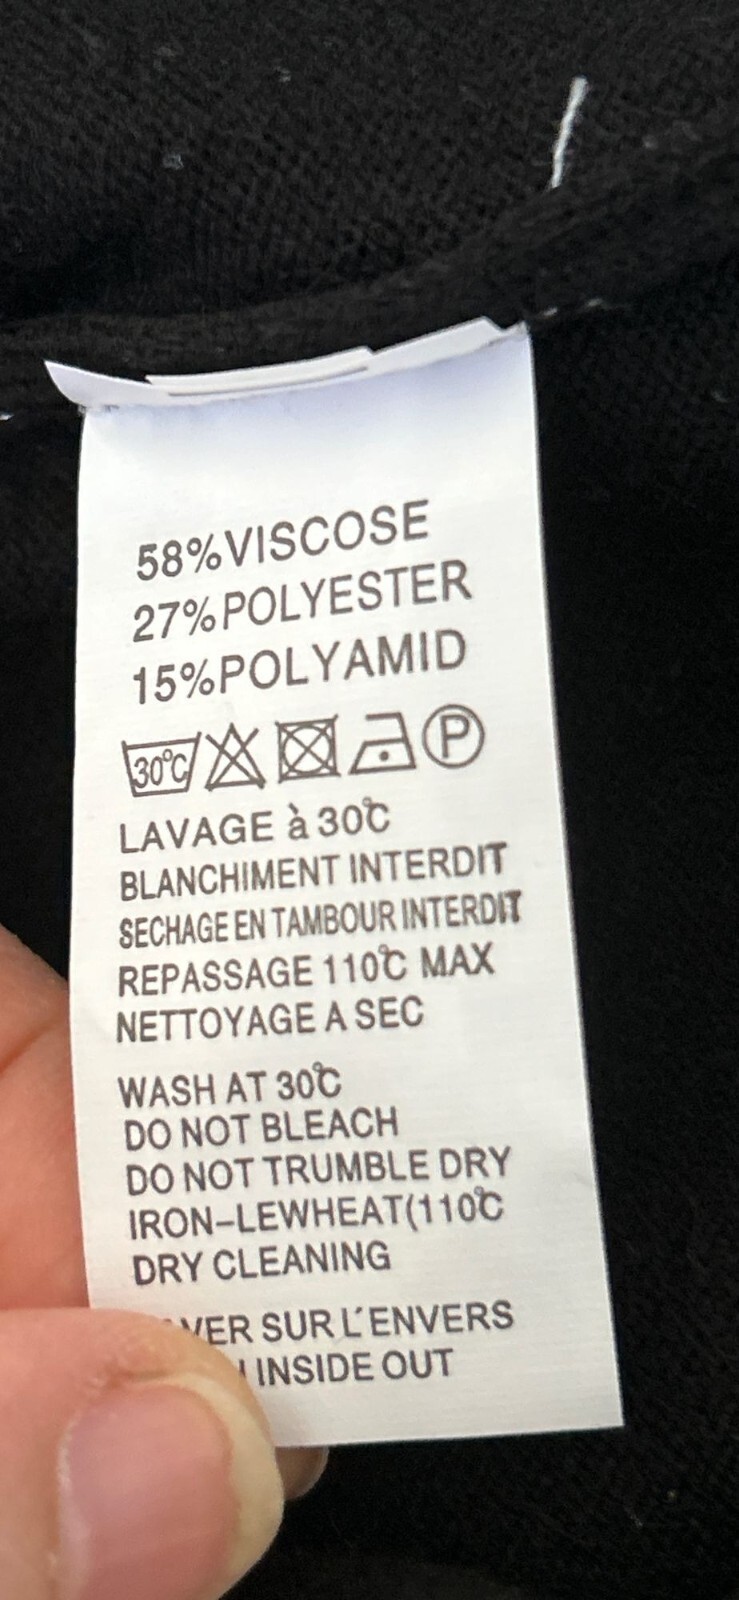 58%VISCOSE
27%POLYESTER
15%POLYAMID
30°C P
LAVAGE à 30℃
BLANCHIMENT INTERDIT
SECHAGE EN TAMBOUR INTERDIT
REPASSAGE 110℃ MAX
NETTOYAGE A SEC
WASH AT 30℃
DO NOT BLEACH
DO NOT TRUMBLE DRY
IRON-LEWHEAT(110℃
DRY CLEANING
SUR L´ENVERS
INSIDE OUT